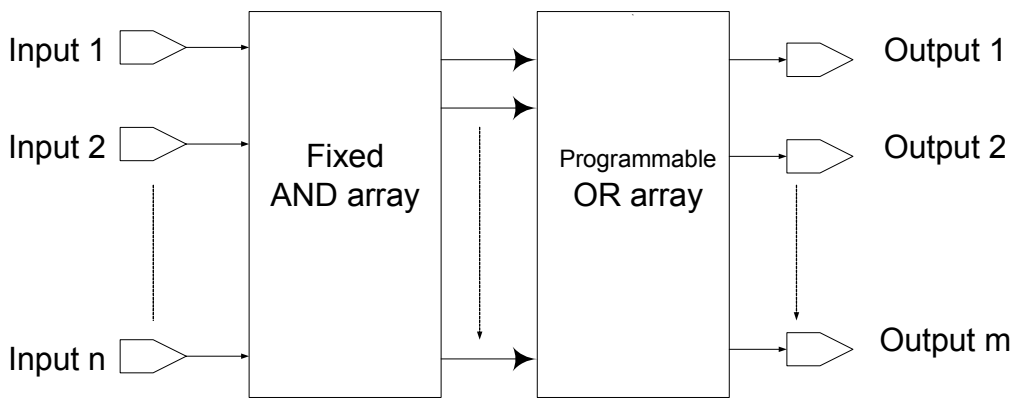 Input 1
Input 2
Input n
Fixed
AND array
Programmable
OR array
Output 1
Output 2
Output m